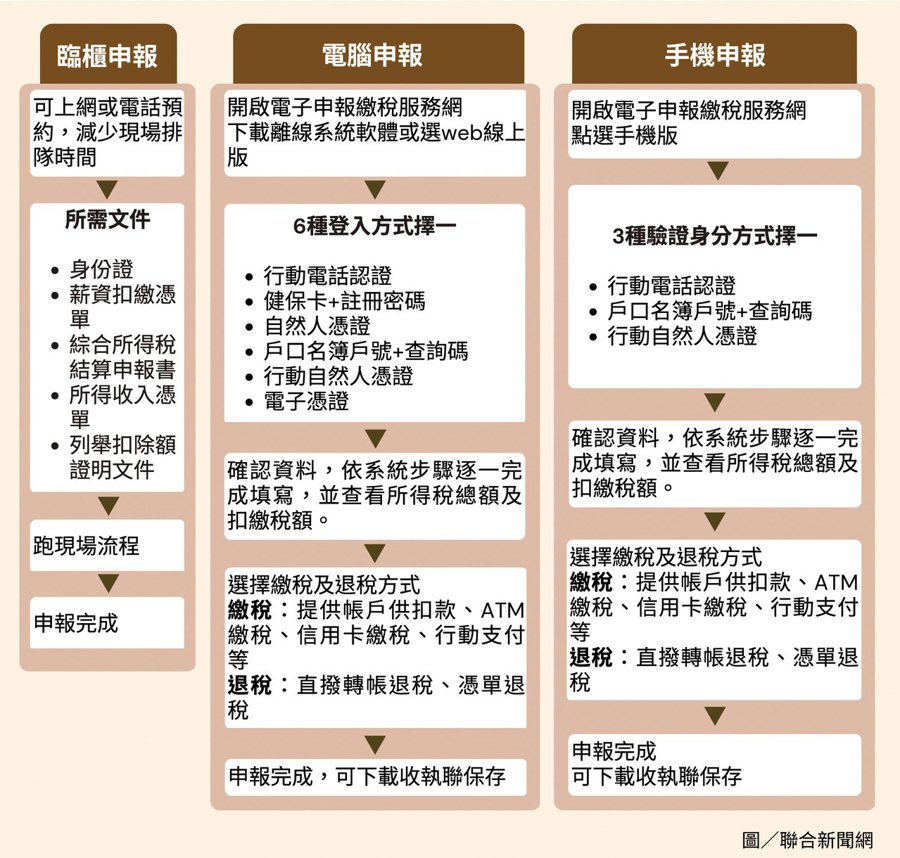 臨櫃申報
可上網或電話預
約，減少現場排
隊時間
所需文件
• 身份證
• 薪資扣繳憑
單
• 綜合所得稅
結算申報書
• 所得收入憑
單
• 列舉扣除額
證明文件
跑現場流程
申報完成
電腦申報
開啟電子申報繳稅服務網
下載離線系統軟體或選web線上
版
6種登入方式擇一
• 行動電話認證
• 健保卡+註冊密碼
• 自然人憑證
• 戶口名簿戶號+查詢碼
• 行動自然人憑證
• 電子憑證
確認資料，依系統步驟逐一完
成填寫，並查看所得稅總額及
扣繳稅額。
選擇繳稅及退稅方式
繳稅：提供帳戶供扣款、ATM
繳稅、信用卡繳稅、行動支付
等
退稅：直撥轉帳退稅、憑單退
稅
申報完成，可下載收執聯保存
手機申報
開啟電子申報繳稅服務網
點選手機版
3種驗證身分方式擇一
• 行動電話認證
• 戶口名簿戶號+查詢碼
• 行動自然人憑證
確認資料，依系統步驟逐一完
成填寫，並查看所得稅總額及
扣繳稅額。
選擇繳稅及退稅方式
繳稅：提供帳戶供扣款、ATM
繳稅、信用卡繳稅、行動支付
等
退稅：直撥轉帳退稅、憑單退
稅
申報完成
可下載收執聯保存
圖／聯合新聞網